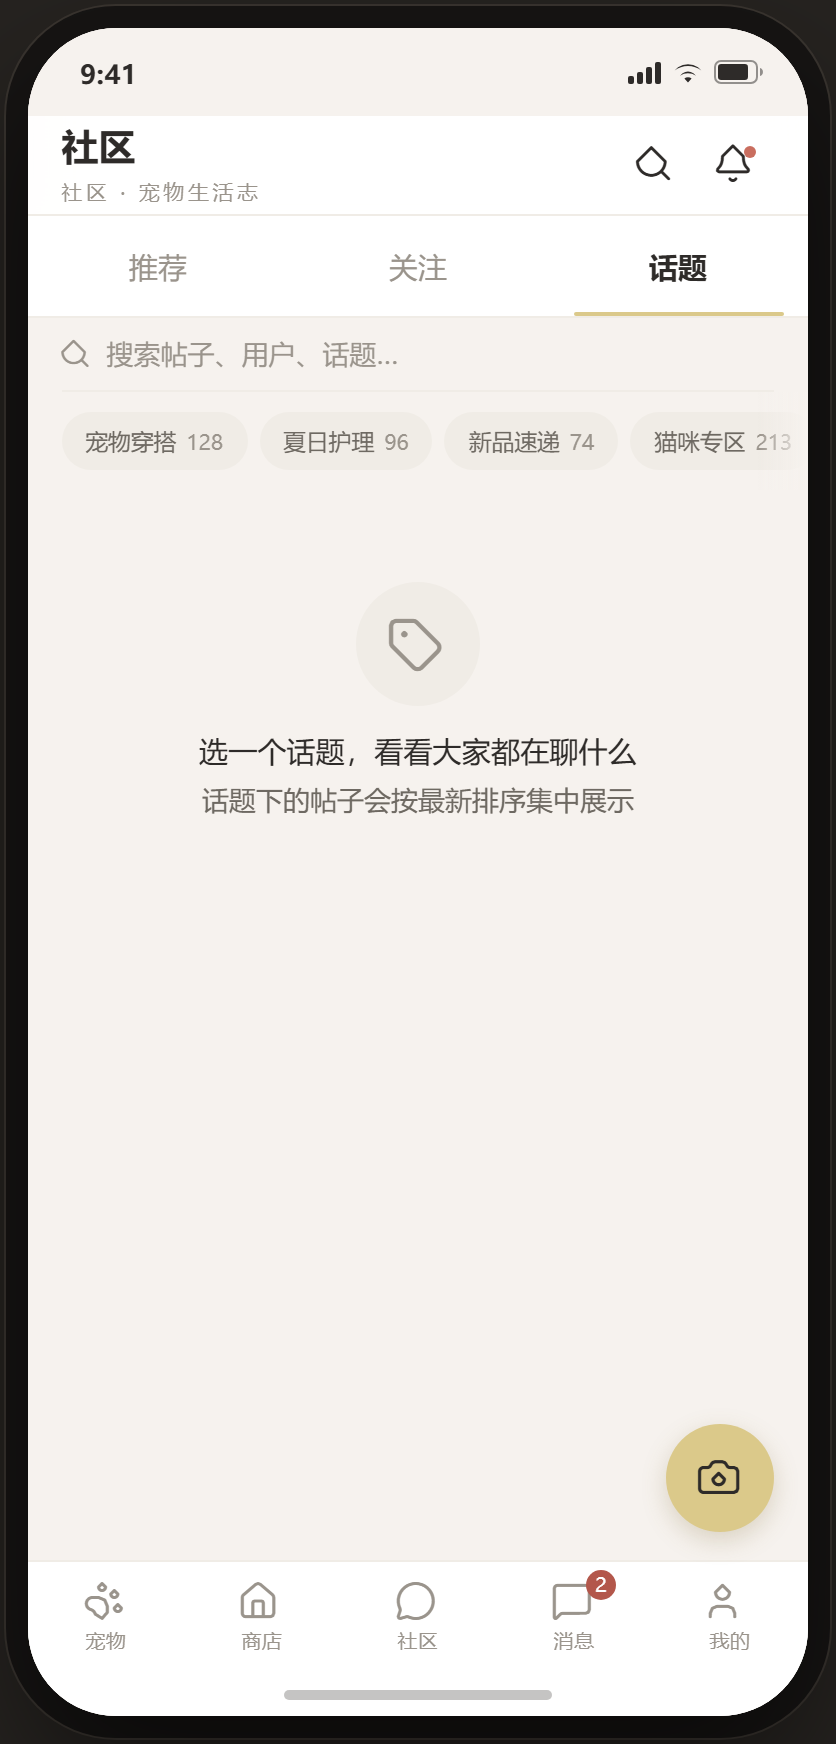 9:41
社区
社区 · 宠物生活志
推荐 关注 话题
搜索帖子、用户、话题...
宠物穿搭 128 夏日护理 96 新品速递 74 猫咪专区 213
选一个话题，看看大家都在聊什么
话题下的帖子会按最新排序集中展示
2
宠物 商店 社区 消息 我的